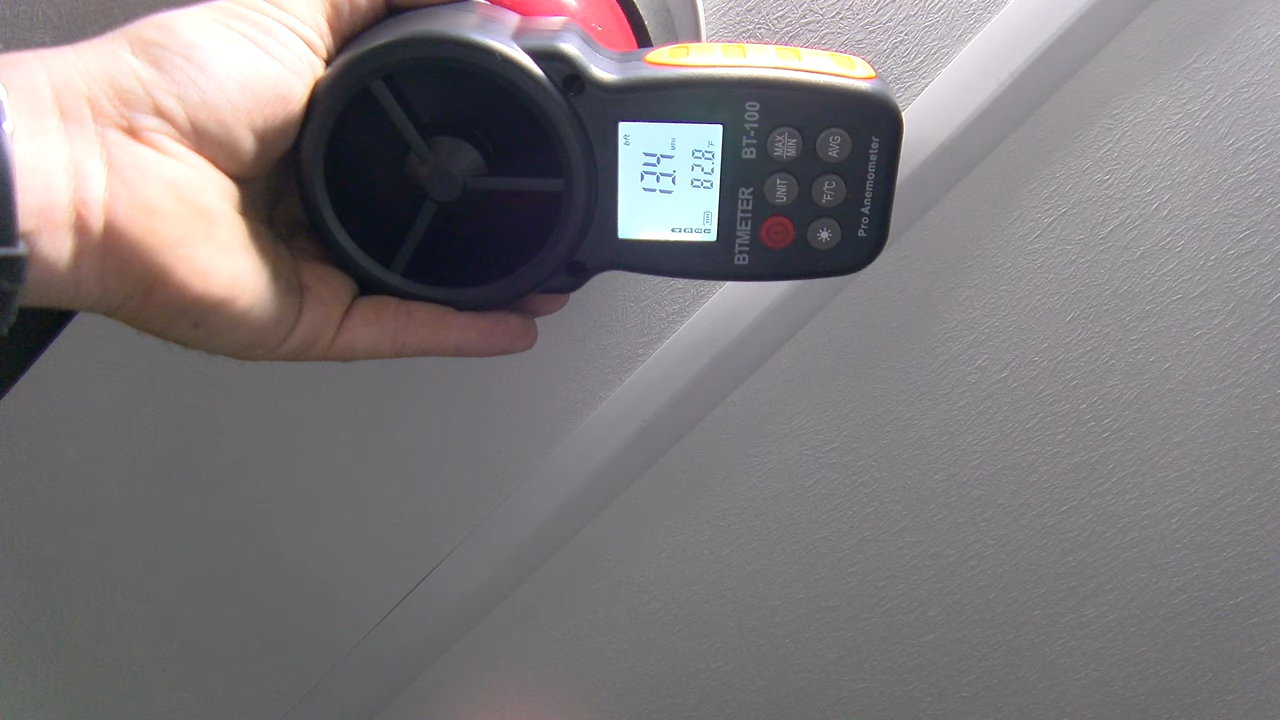 bft
13.4 MPH
82.8 °F
BTMETER BT-100
MAX/MIN
AVG
UNIT
°F/°C
Pro Anemometer